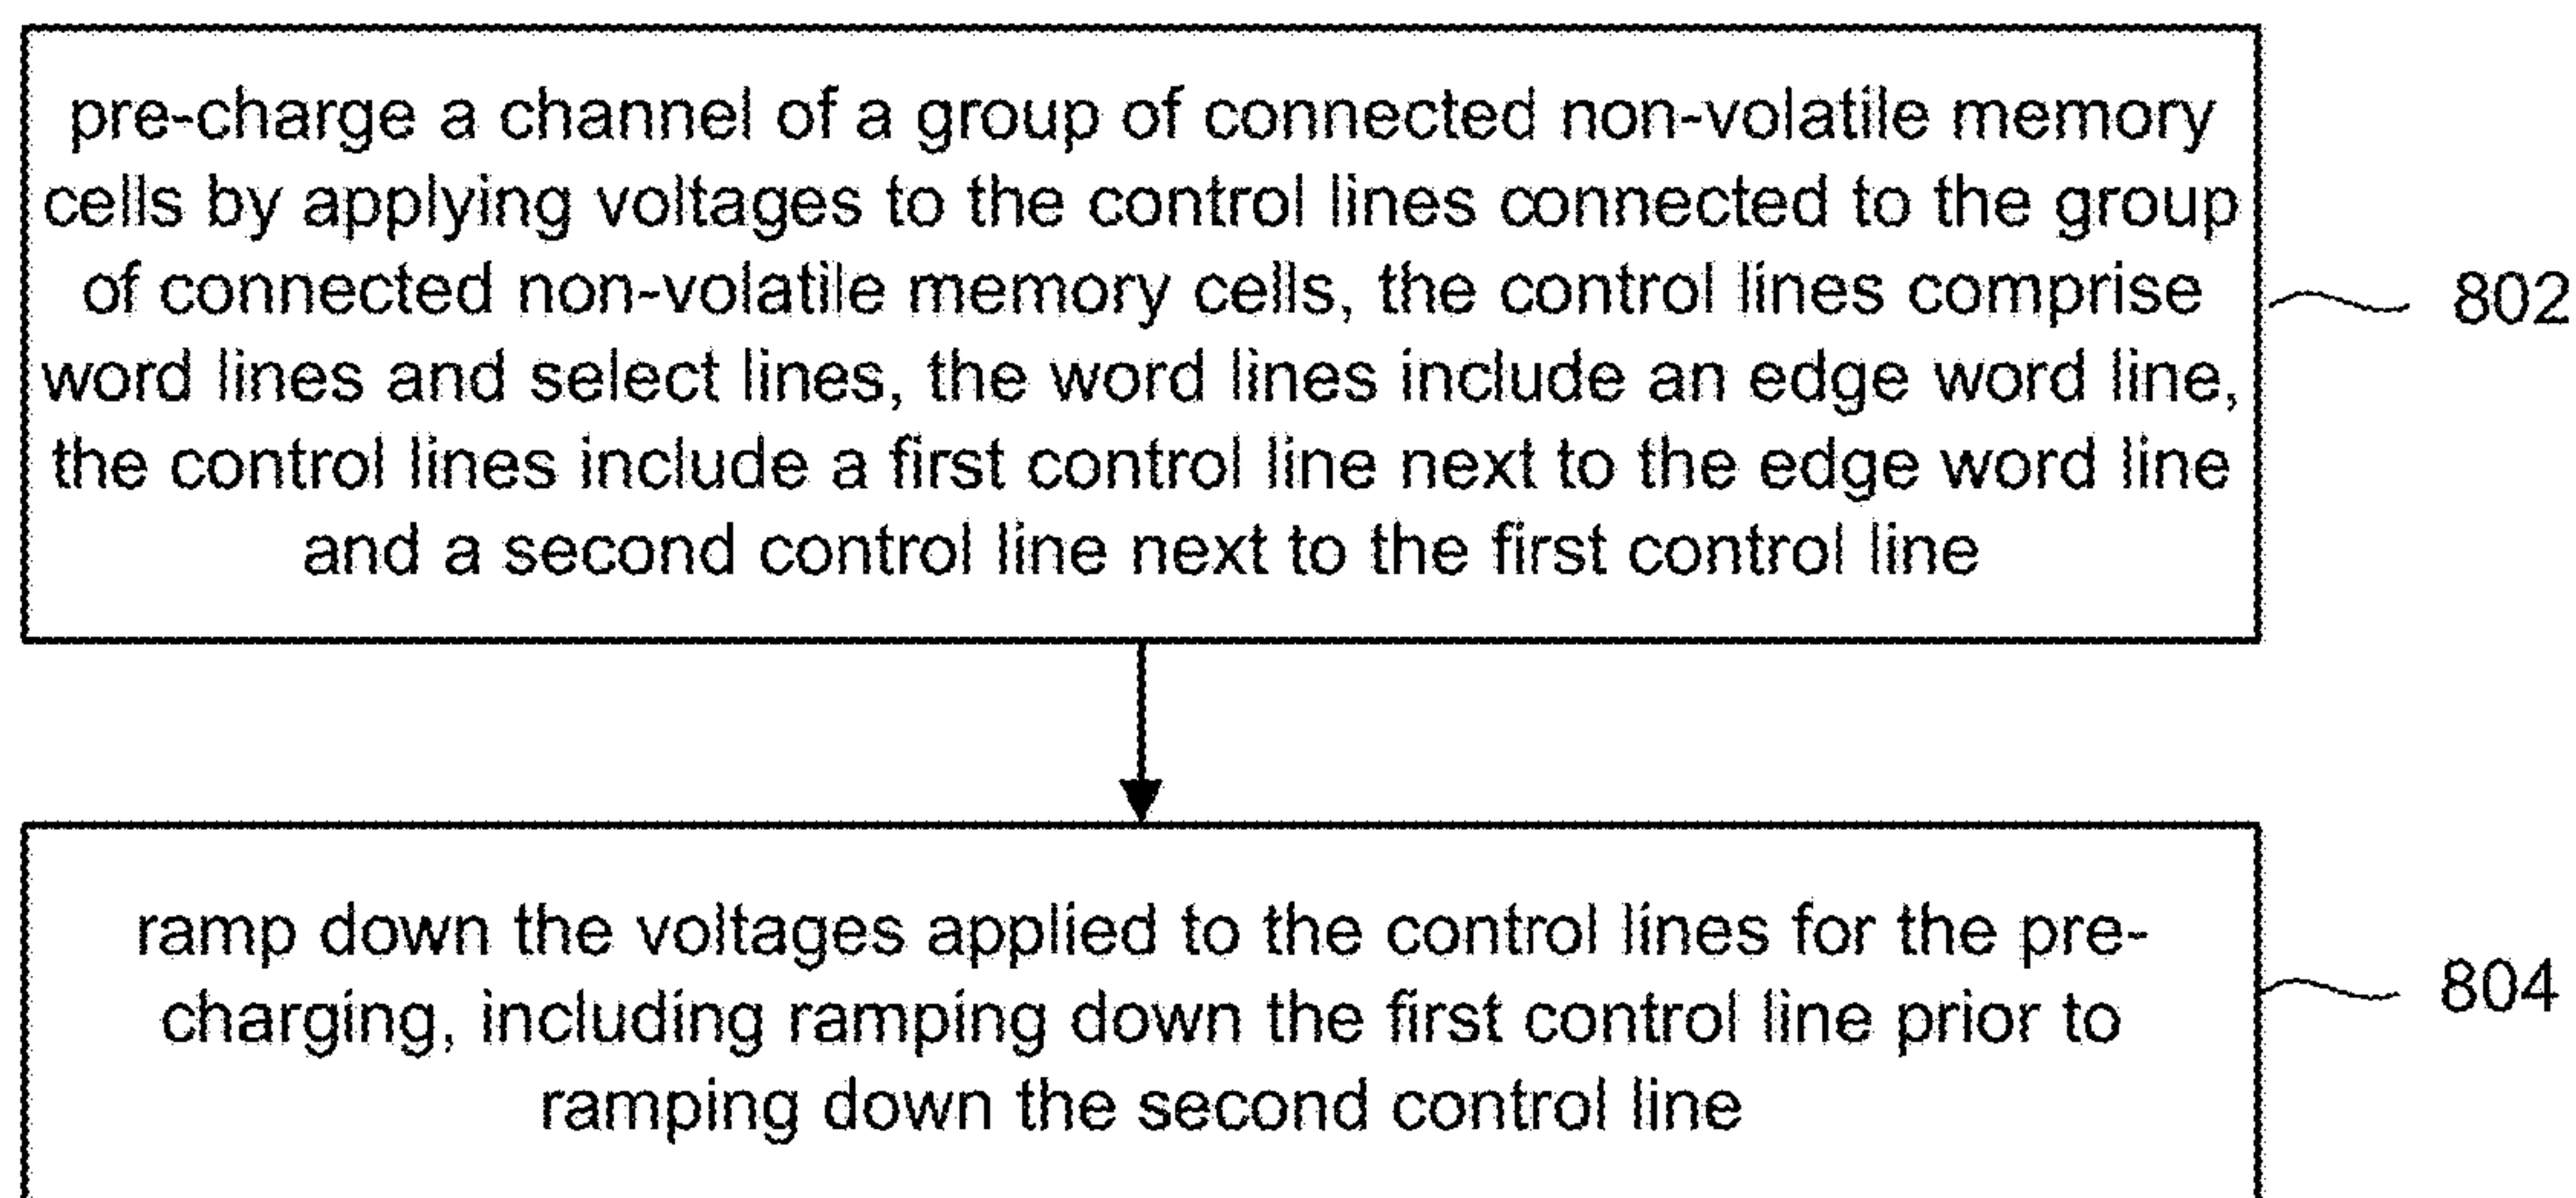 pre-charge a channel of a group of connected non-volatile memory
cells by applying voltages to the control lines connected to the group
of connected non-volatile memory cells, the control lines comprise
word lines and select lines, the word lines include an edge word line,
the control lines include a first control line next to the edge word line
and a second control line next to the first control line
802
ramp down the voltages applied to the control lines for the pre-
charging, including ramping down the first control line prior to
ramping down the second control line
804